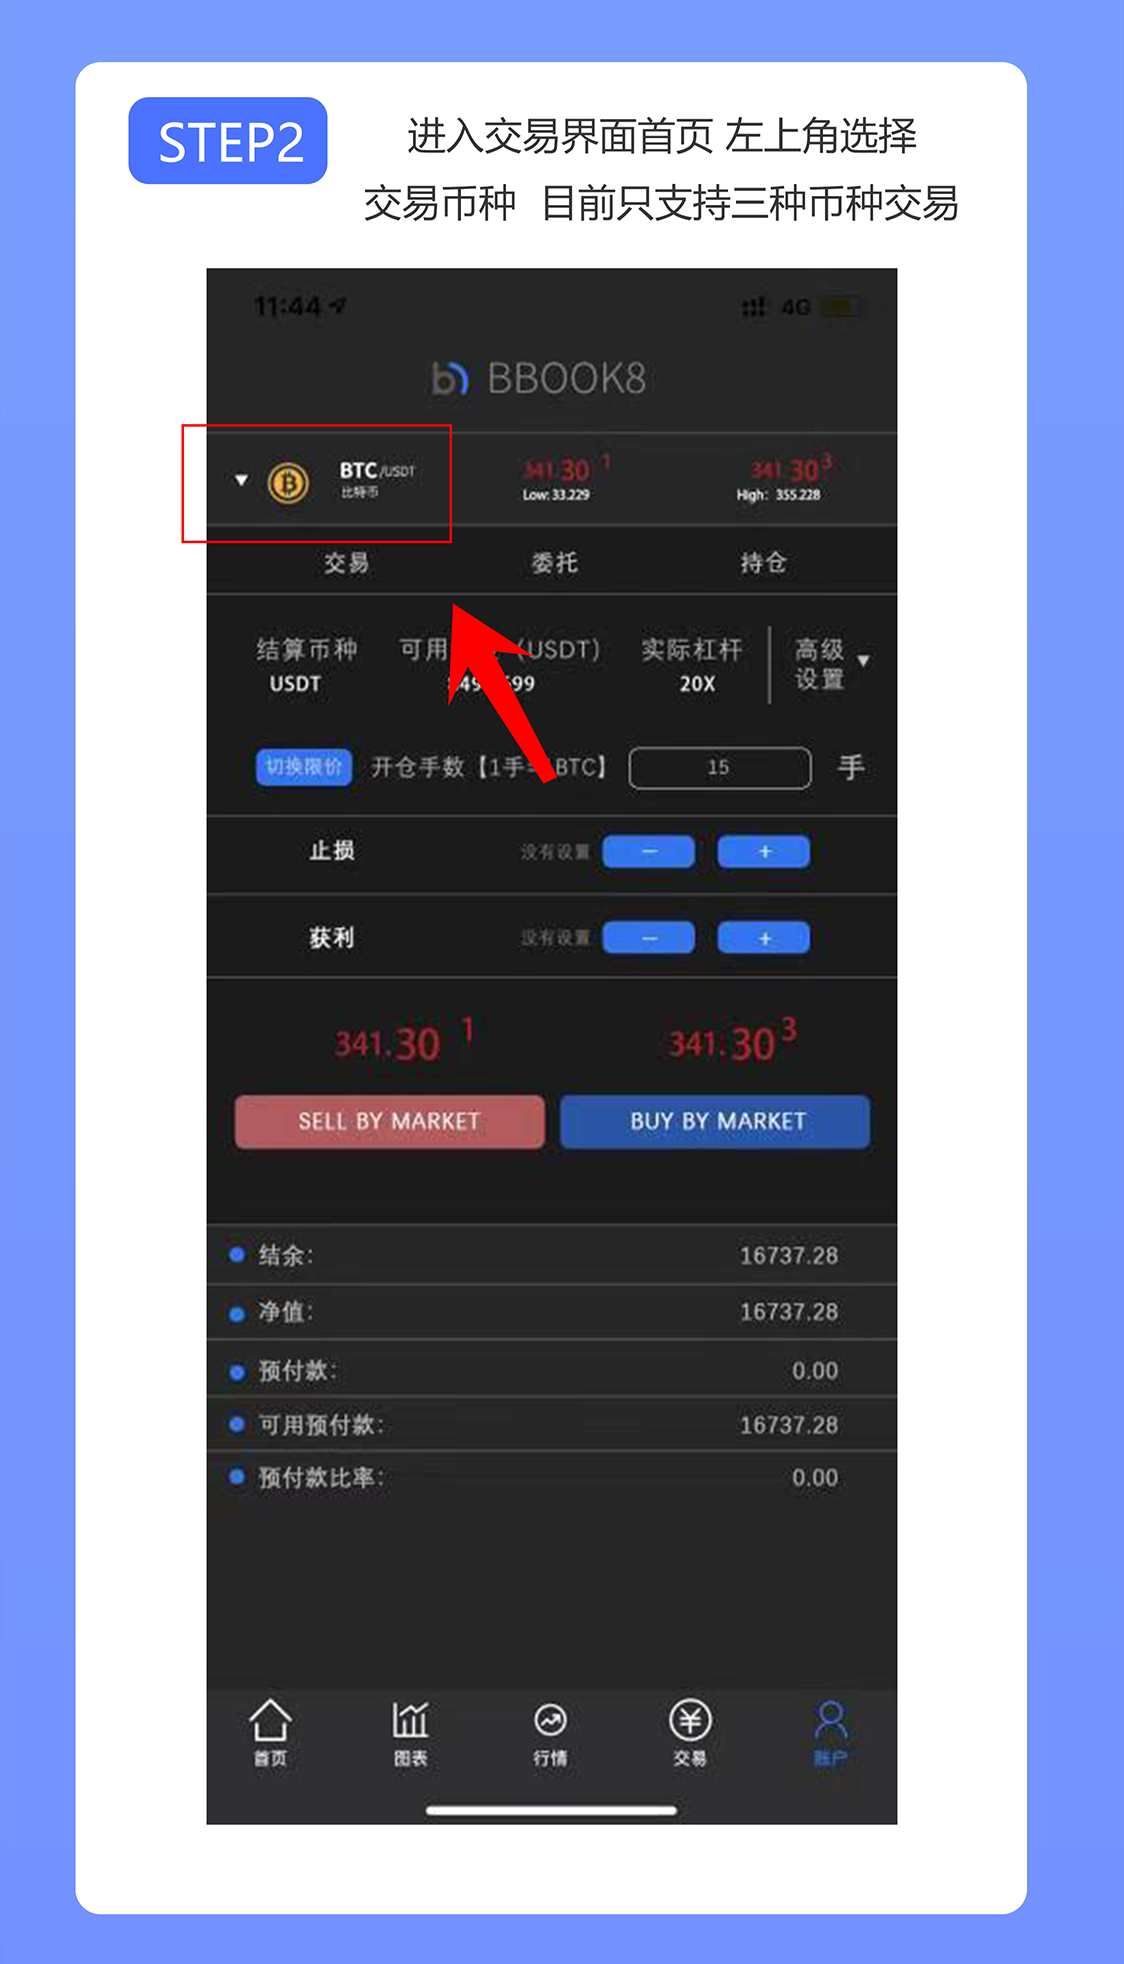 STEP2
进入交易界面首页 左上角选择
交易币种 目前只支持三种币种交易
11:44
4G
BBOOK8
BTC/USDT
比特币
341.30 1
Low: 33.229
341.30 3
High: 355.228
交易 委托 持仓
结算币种 可用 (USDT) 实际杠杆 高级
设置
USDT 20X
切换限价 开仓手数【1手 BTC】 15 手
止损 没有设置 − +
获利 没有设置 − +
341.30 1 341.30 3
SELL BY MARKET BUY BY MARKET
结余: 16737.28
净值: 16737.28
预付款: 0.00
可用预付款: 16737.28
预付款比率: 0.00
首页 图表 行情 交易 账户